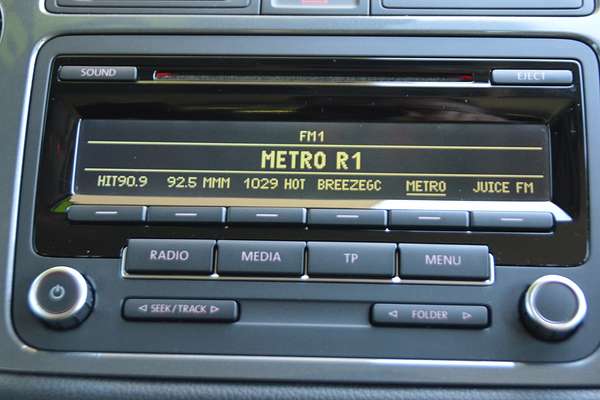 SOUND
EJECT
FM1
METRO R1
HIT90.9 92.5 MMM 1029 HOT BREEZEGC METRO JUICE FM
RADIO MEDIA TP MENU
SEEK/TRACK FOLDER